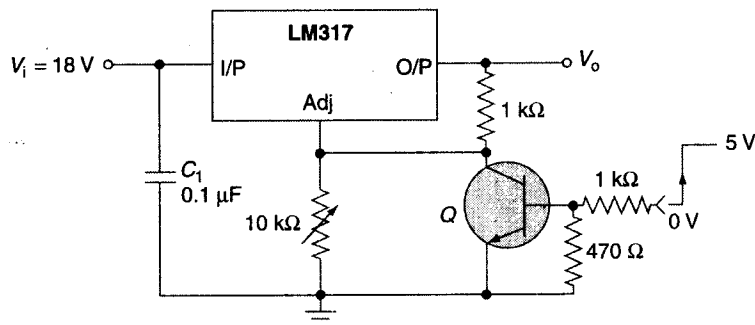 LM317
V_i = 18 V
I/P
O/P
V_o
Adj
1 kΩ
5 V
C_1
0.1 μF
10 kΩ
Q
1 kΩ
0 V
470 Ω